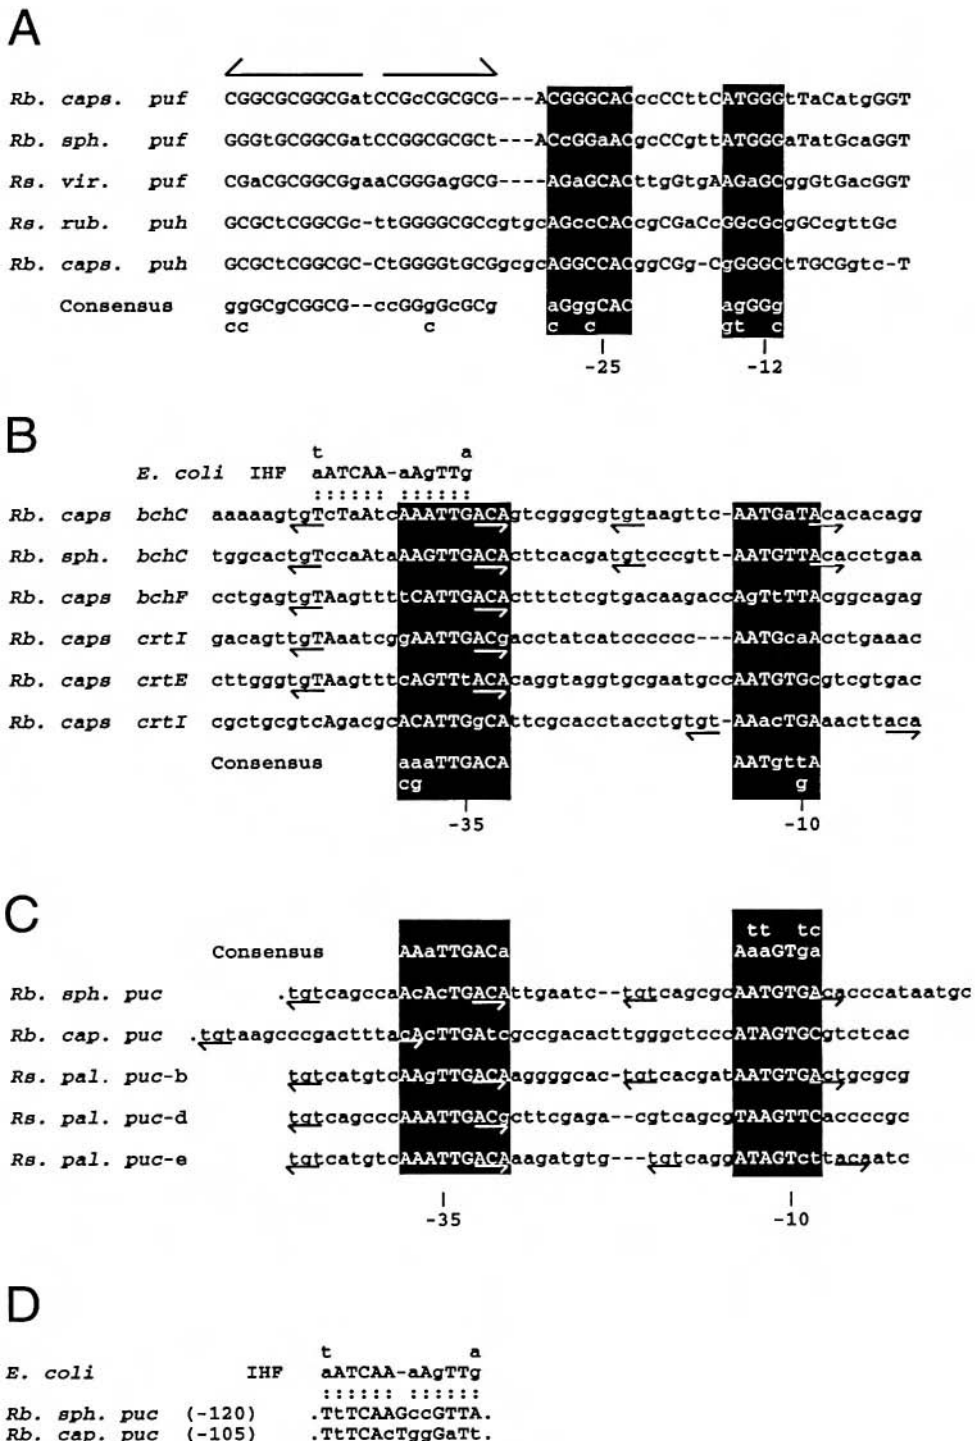 A
Rb. caps. puf CGGCGCGGCGatCCGcCGCGCG---ACGGGCACccCCttCATGGGtTaCatgGGT
Rb. sph. puf GGGtGCGGCGatCCGGCGCGCt---ACcGGaACgcCCgttATGGGaTatGcaGGT
Rs. vir. puf CGaCGCGGCGgaaCGGGagGCG----AGaGCACttgGtgAAGaGCggGtGacGGT
Rs. rub. puh GCGCtCGGCGc-ttGGGGCGCcgtgcAGccCACcgCGaCcGGcGcgGCcgttGc
Rb. caps. puh GCGCtCGGCGC-CtGGGGtGCGgcgcAGGCCACggCGg-CgGGGCtTGCGgtc-T
Consensus ggGCgCGGCG--ccGGgGcGCg aGggCAC agGGg
cc c c c gt c
-25 -12
B
t a
E. coli IHF aATCAA-aAgTTg
:::::: ::::::
Rb. caps bchC aaaaagtgTcTaAtcAAATTGACAgtcgggcgtgtaagttc-AATGaTAcacacagg
Rb. sph. bchC tggcactgTccaAtaAAGTTGACActtcacgatgtcccgtt-AATGTTAcacctgaa
Rb. caps bchF cctgagtgTAagttttCATTGACActttctcgtgacaagaccAgTtTTAcggcagag
Rb. caps crtI gacagttgTAaatcggAATTGACgacctatcatcccccc---AATGcaAcctgaaac
Rb. caps crtE cttgggtgTAagtttcAGTTtACAcaggtaggtgcgaatgccAATGTGcgtcgtgac
Rb. caps crtI cgctgcgtcAgacgcACATTGgCAttcgcacctacctgtgt-AAacTGAaacttaca
Consensus aaaTTGACA AATgttA
cg g
-35 -10
C
tt tc
Consensus AAaTTGACa AaaGTga
Rb. sph. puc .tgtcagccaAcAcTGACAttgaatc--tgtcagcgcAATGTGAcacccataatgc
Rb. cap. puc .tgtaagcccgactttacAcTTGAtcgccgacacttgggctcccATAGTGCgtctcac
Rs. pal. puc-b tgtcatgtcAAgTTGACAaggggcac-tgtcacgatAATGTGActgcgcg
Rs. pal. puc-d tgtcagcccAAATTGACgcttcgaga--cgtcagcgTAAGTTCaccccgc
Rs. pal. puc-e tgtcatgtcAAATTGACAaagatgtg---tgtcaggATAGTcttacaatc
-35 -10
D
t a
E. coli IHF aATCAA-aAgTTg
:::::: ::::::
Rb. sph. puc (-120) .TtTCAAGccGTTA.
Rb. cap. puc (-105) .TtTCAcTggGaTt.